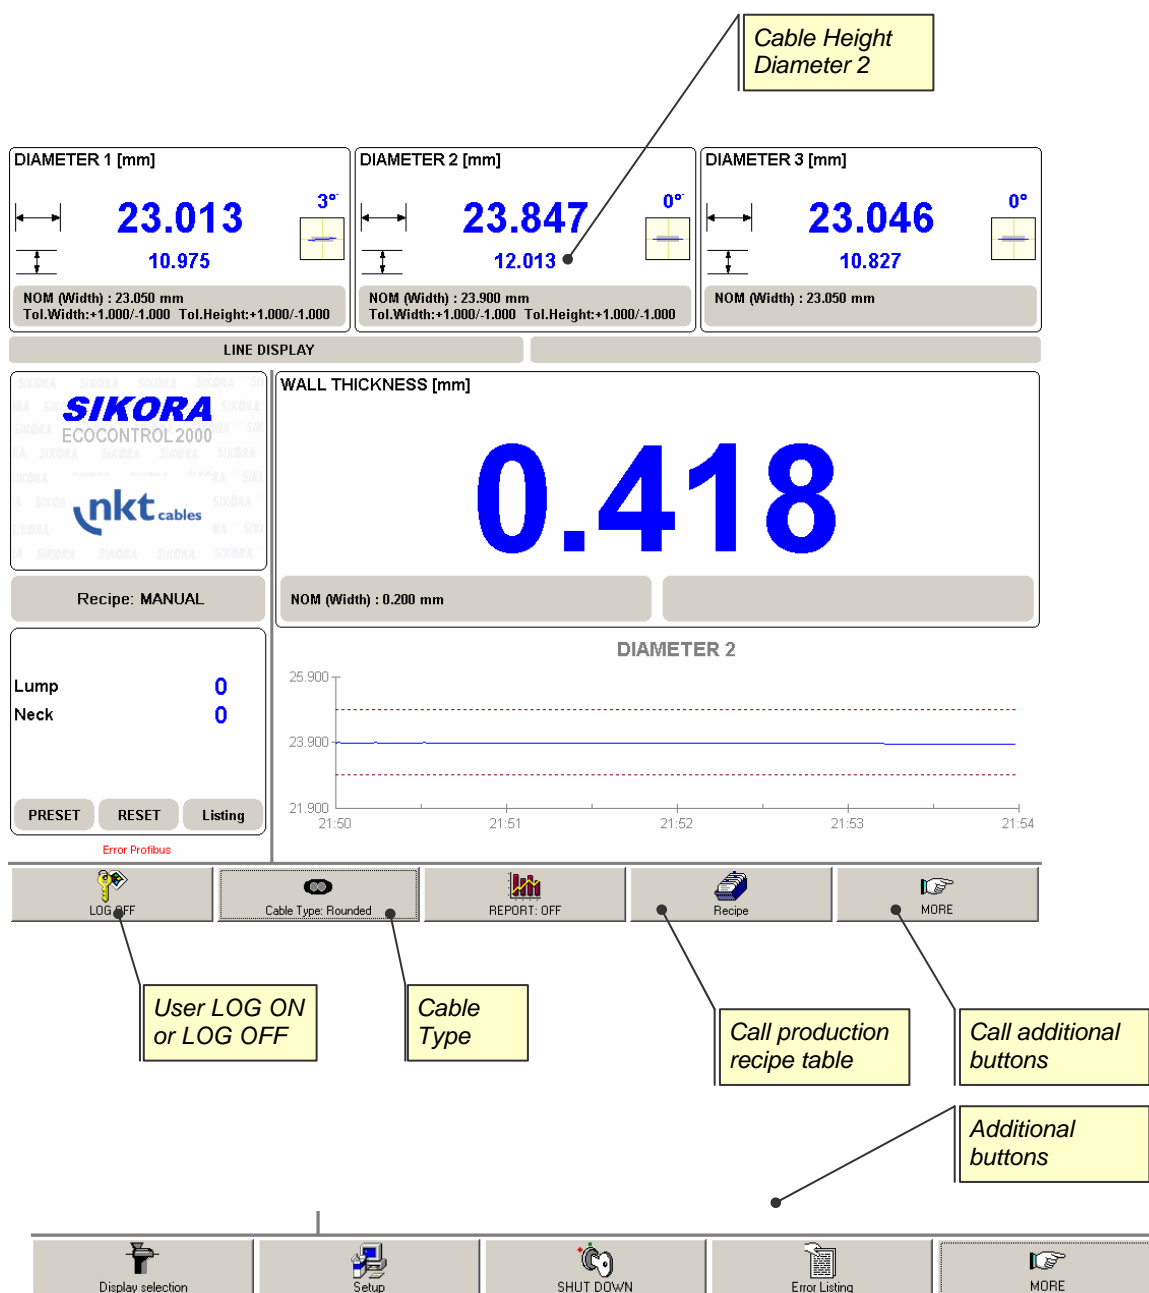 Cable Height
Diameter 2
DIAMETER 1 [mm]
23.013
3°
10.975
NOM (Width) : 23.050 mm
Tol.Width:+1.000/-1.000 Tol.Height:+1.000/-1.000
DIAMETER 2 [mm]
23.847
0°
12.013
NOM (Width) : 23.900 mm
Tol.Width:+1.000/-1.000 Tol.Height:+1.000/-1.000
DIAMETER 3 [mm]
23.046
0°
10.827
NOM (Width) : 23.050 mm
LINE DISPLAY
SIKORA
ECOCONTROL 2000
nkt cables
Recipe: MANUAL
WALL THICKNESS [mm]
0.418
NOM (Width) : 0.200 mm
Lump 0
Neck 0
PRESET RESET Listing
Error Profibus
DIAMETER 2
25.900
23.900
21.900
21:50 21:51 21:52 21:53 21:54
LOG OFF
Cable Type: Rounded
REPORT: OFF
Recipe
MORE
User LOG ON
or LOG OFF
Cable
Type
Call production
recipe table
Call additional
buttons
Additional
buttons
Display selection
Setup
SHUT DOWN
Error Listing
MORE